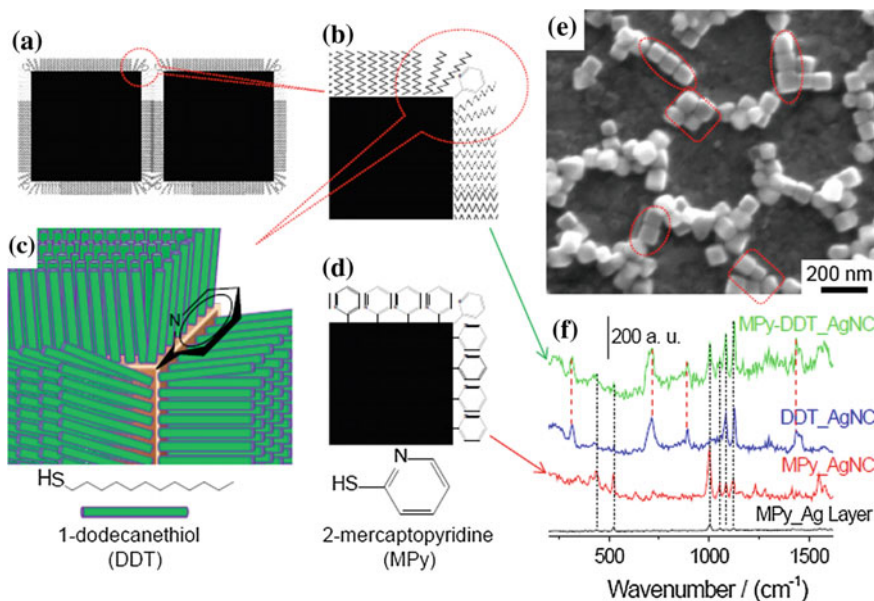 (a)
(b)
(e)
200 nm
(c)
N
HS
1-dodecanethiol
(DDT)
(d)
N
HS
2-mercaptopyridine
(MPy)
(f)
200 a. u.
MPy-DDT_AgNC
DDT_AgNC
MPy_AgNC
MPy_Ag Layer
500 1000 1500
Wavenumber / (cm⁻¹)